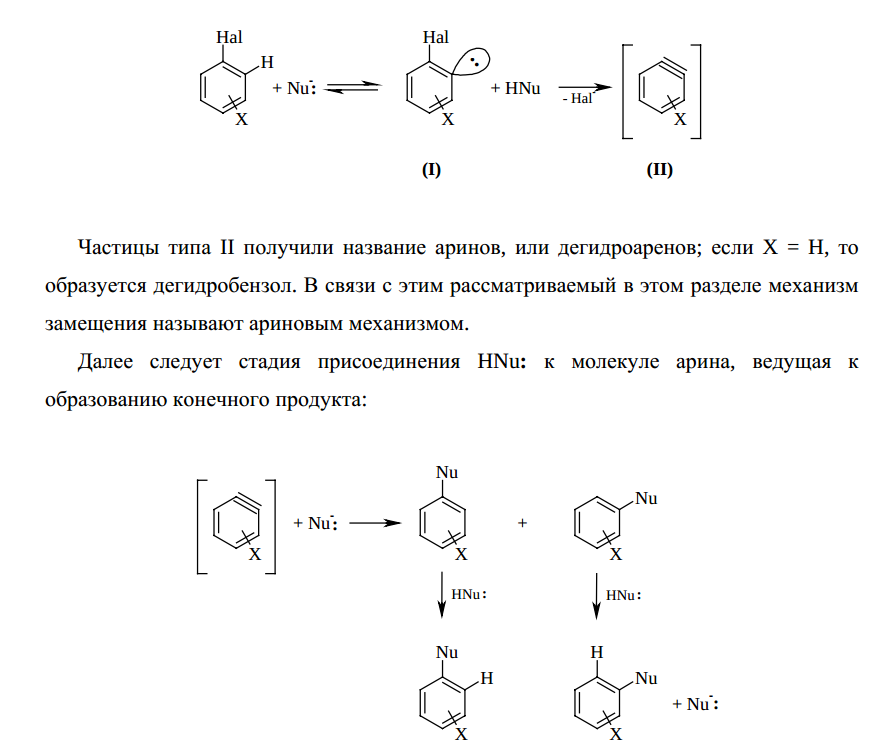 Hal Hal
H
+ Nu:- + HNu - Hal-
X X X
(I) (II)
Частицы типа II получили название аринов, или дегидроаренов; если X = H, то
образуется дегидробензол. В связи с этим рассматриваемый в этом разделе механизм
замещения называют ариновым механизмом.
Далее следует стадия присоединения HNu: к молекуле арина, ведущая к
образованию конечного продукта:
Nu
Nu
+ Nu:- +
X X X
HNu: HNu:
Nu H
H Nu
+ Nu:-
X X